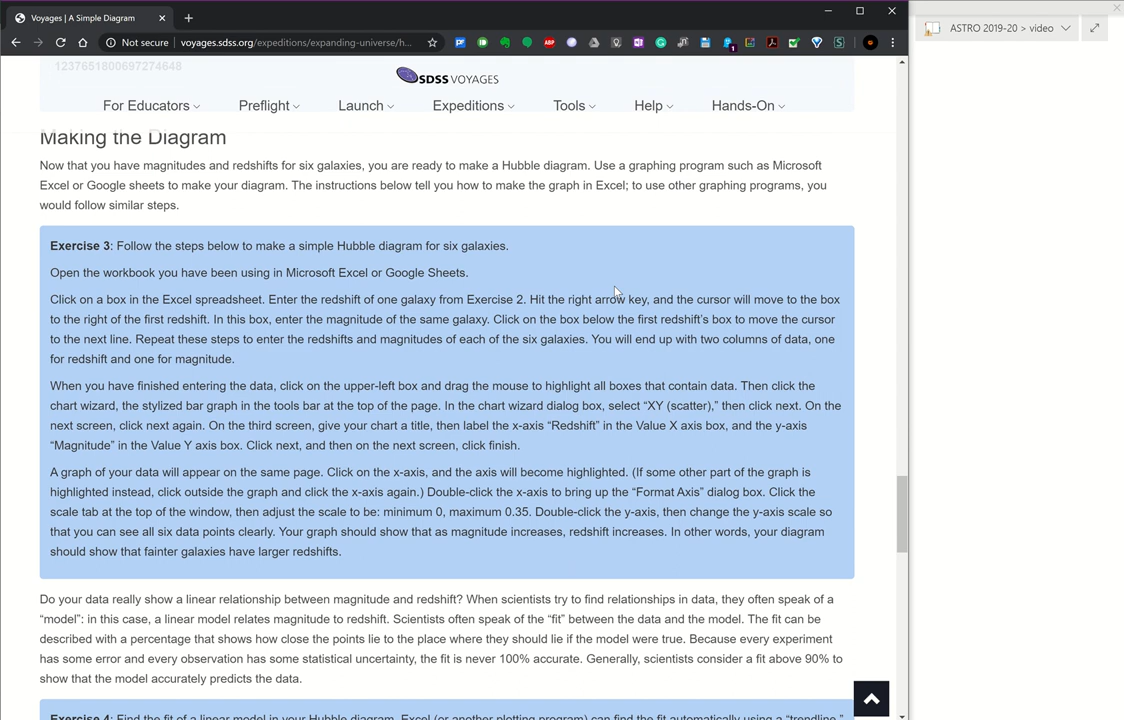 Voyages | A Simple Diagram
ASTRO 2019-20 > video
Not secure | voyages.sdss.org/expeditions/expanding-universe/h...
ABP
1
1237651800697274648
SDSS VOYAGES
For Educators Preflight Launch Expeditions Tools Help Hands-On
Making the Diagram
Now that you have magnitudes and redshifts for six galaxies, you are ready to make a Hubble diagram. Use a graphing program such as Microsoft
Excel or Google sheets to make your diagram. The instructions below tell you how to make the graph in Excel; to use other graphing programs, you
would follow similar steps.
Exercise 3: Follow the steps below to make a simple Hubble diagram for six galaxies.
Open the workbook you have been using in Microsoft Excel or Google Sheets.
Click on a box in the Excel spreadsheet. Enter the redshift of one galaxy from Exercise 2. Hit the right arrow key, and the cursor will move to the box
to the right of the first redshift. In this box, enter the magnitude of the same galaxy. Click on the box below the first redshift's box to move the cursor
to the next line. Repeat these steps to enter the redshifts and magnitudes of each of the six galaxies. You will end up with two columns of data, one
for redshift and one for magnitude.
When you have finished entering the data, click on the upper-left box and drag the mouse to highlight all boxes that contain data. Then click the
chart wizard, the stylized bar graph in the tools bar at the top of the page. In the chart wizard dialog box, select “XY (scatter),” then click next. On the
next screen, click next again. On the third screen, give your chart a title, then label the x-axis “Redshift” in the Value X axis box, and the y-axis
“Magnitude” in the Value Y axis box. Click next, and then on the next screen, click finish.
A graph of your data will appear on the same page. Click on the x-axis, and the axis will become highlighted. (If some other part of the graph is
highlighted instead, click outside the graph and click the x-axis again.) Double-click the x-axis to bring up the “Format Axis” dialog box. Click the
scale tab at the top of the window, then adjust the scale to be: minimum 0, maximum 0.35. Double-click the y-axis, then change the y-axis scale so
that you can see all six data points clearly. Your graph should show that as magnitude increases, redshift increases. In other words, your diagram
should show that fainter galaxies have larger redshifts.
Do your data really show a linear relationship between magnitude and redshift? When scientists try to find relationships in data, they often speak of a
“model”: in this case, a linear model relates magnitude to redshift. Scientists often speak of the “fit” between the data and the model. The fit can be
described with a percentage that shows how close the points lie to the place where they should lie if the model were true. Because every experiment
has some error and every observation has some statistical uncertainty, the fit is never 100% accurate. Generally, scientists consider a fit above 90% to
show that the model accurately predicts the data.
Exercise 4: Find the fit of a linear model in your Hubble diagram. Excel (or another plotting program) can find the fit automatically using a “trendline.”